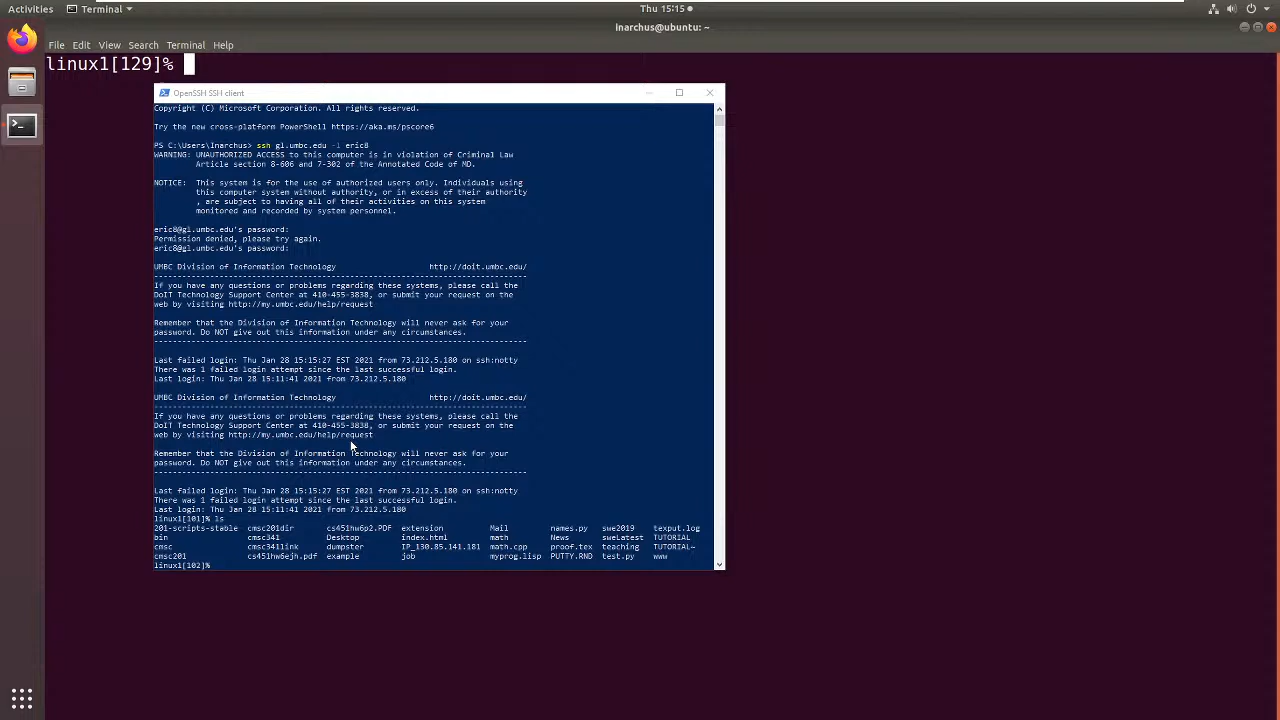 Activities Terminal Thu 15:15
inarchus@ubuntu: ~
File Edit View Search Terminal Help
linux1[129]%
OpenSSH SSH client
Copyright (C) Microsoft Corporation. All rights reserved.
Try the new cross-platform PowerShell https://aka.ms/pscore6
PS C:\Users\Inarchus> ssh gl.umbc.edu -l eric8
WARNING: UNAUTHORIZED ACCESS to this computer is in violation of Criminal Law
Article section 8-606 and 7-302 of the Annotated Code of MD.
NOTICE: This system is for the use of authorized users only. Individuals using
this computer system without authority, or in excess of their authority
, are subject to having all of their activities on this system
monitored and recorded by system personnel.
eric8@gl.umbc.edu's password:
Permission denied, please try again.
eric8@gl.umbc.edu's password:
UMBC Division of Information Technology http://doit.umbc.edu/
--------------------------------------------------------------------------------
If you have any questions or problems regarding these systems, please call the
DoIT Technology Support Center at 410-455-3838, or submit your request on the
web by visiting http://my.umbc.edu/help/request
Remember that the Division of Information Technology will never ask for your
password. Do NOT give out this information under any circumstances.
--------------------------------------------------------------------------------
Last failed login: Thu Jan 28 15:15:27 EST 2021 from 73.212.5.180 on ssh:notty
There was 1 failed login attempt since the last successful login.
Last login: Thu Jan 28 15:11:41 2021 from 73.212.5.180
UMBC Division of Information Technology http://doit.umbc.edu/
--------------------------------------------------------------------------------
If you have any questions or problems regarding these systems, please call the
DoIT Technology Support Center at 410-455-3838, or submit your request on the
web by visiting http://my.umbc.edu/help/request
Remember that the Division of Information Technology will never ask for your
password. Do NOT give out this information under any circumstances.
--------------------------------------------------------------------------------
Last failed login: Thu Jan 28 15:15:27 EST 2021 from 73.212.5.180 on ssh:notty
There was 1 failed login attempt since the last successful login.
Last login: Thu Jan 28 15:11:41 2021 from 73.212.5.180
linux1[101]% ls
201-scripts-stable cmsc201dir cs451hw6p2.PDF extension Mail names.py swe2019 texput.log
bin cmsc341 Desktop index.html math News sweLatest TUTORIAL
cmsc cmsc341link dumpster IP_130.85.141.181 math.cpp proof.tex teaching TUTORIAL~
cmsc201 cs451hw6ejh.pdf example job myprog.lisp PUTTY.RND test.py www
linux1[102]%